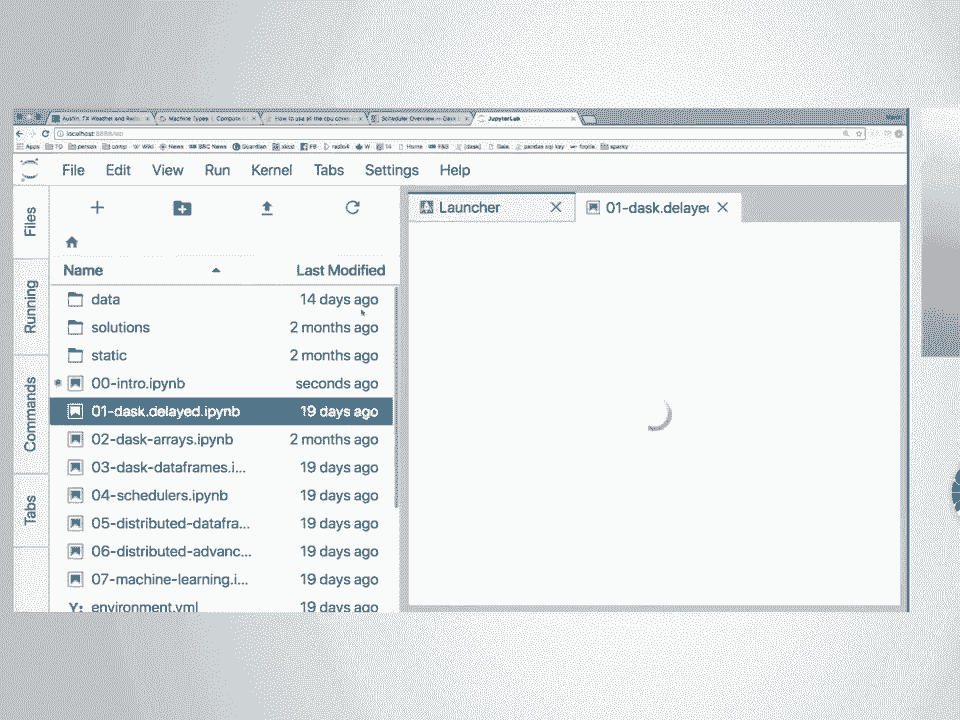 Austin, TX Weather and Rada Machine Types | Compute E How to use all the cpu cores Scheduler Overview — Dask JupyterLab
localhost:8888/lab
Apps TO person comp Wiki News BBC News Guardian FB radio4 W 14 Home [dask] pandas sql key sparky
File Edit View Run Kernel Tabs Settings Help
Files
Running
Commands
Tabs
Launcher 01-dask.delayed
Name Last Modified
data 14 days ago
solutions 2 months ago
static 2 months ago
00-intro.ipynb seconds ago
01-dask.delayed.ipynb 19 days ago
02-dask-arrays.ipynb 2 months ago
03-dask-dataframes.i... 19 days ago
04-schedulers.ipynb 19 days ago
05-distributed-datafra... 19 days ago
06-distributed-advanc... 19 days ago
07-machine-learning.i... 19 days ago
Y: environment.yml 19 days ago